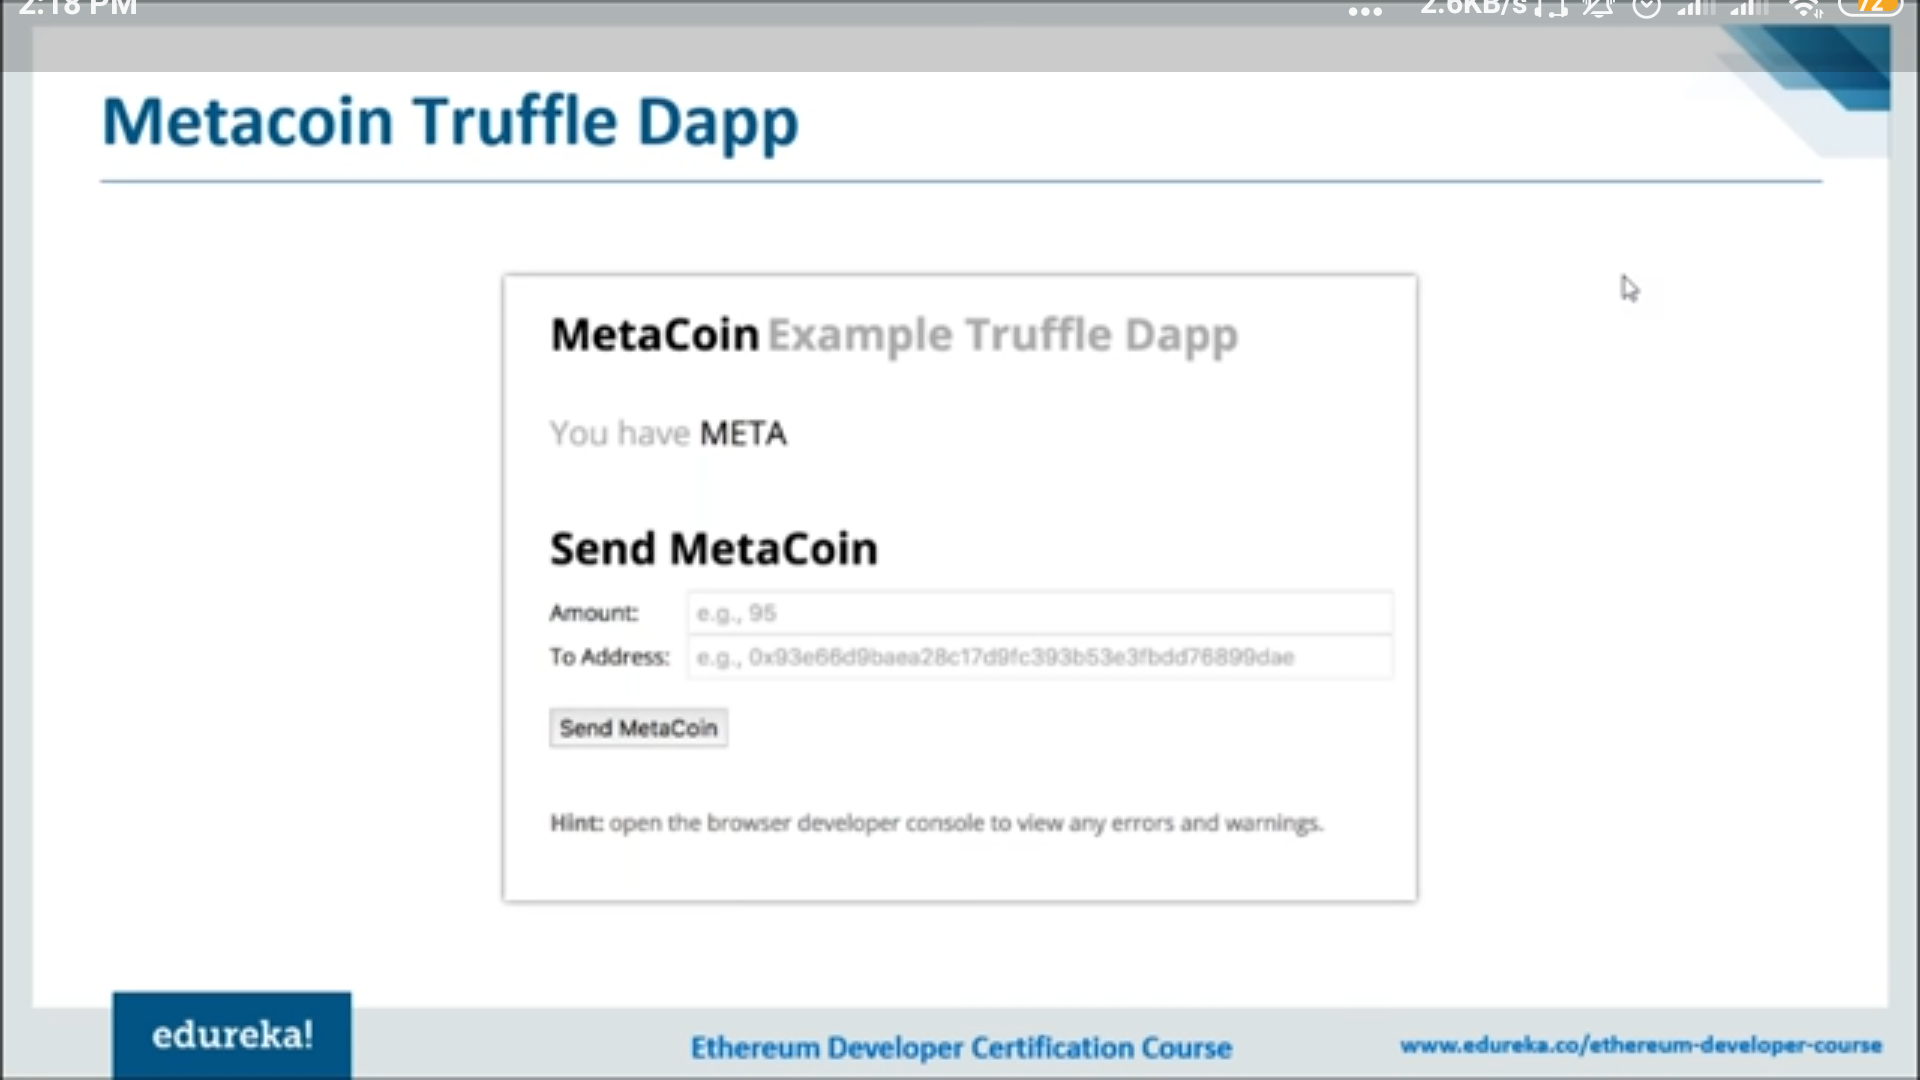 2:18 PM
2.6KB/s
72
Metacoin Truffle Dapp
MetaCoin Example Truffle Dapp
You have META
Send MetaCoin
Amount: e.g., 95
To Address: e.g., 0x93e66d9baea28c17d9fc393b53e3fbdd76899dae
Send MetaCoin
Hint: open the browser developer console to view any errors and warnings.
edureka!
Ethereum Developer Certification Course
www.edureka.co/ethereum-developer-course